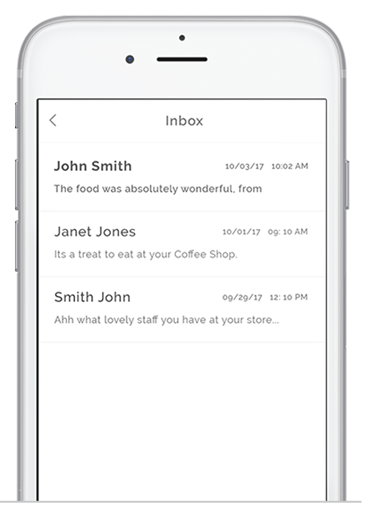 Inbox
John Smith 10/03/17 10:02 AM
The food was absolutely wonderful, from
Janet Jones 10/01/17 09: 10 AM
Its a treat to eat at your Coffee Shop.
Smith John 09/29/17 12: 10 PM
Ahh what lovely staff you have at your store...